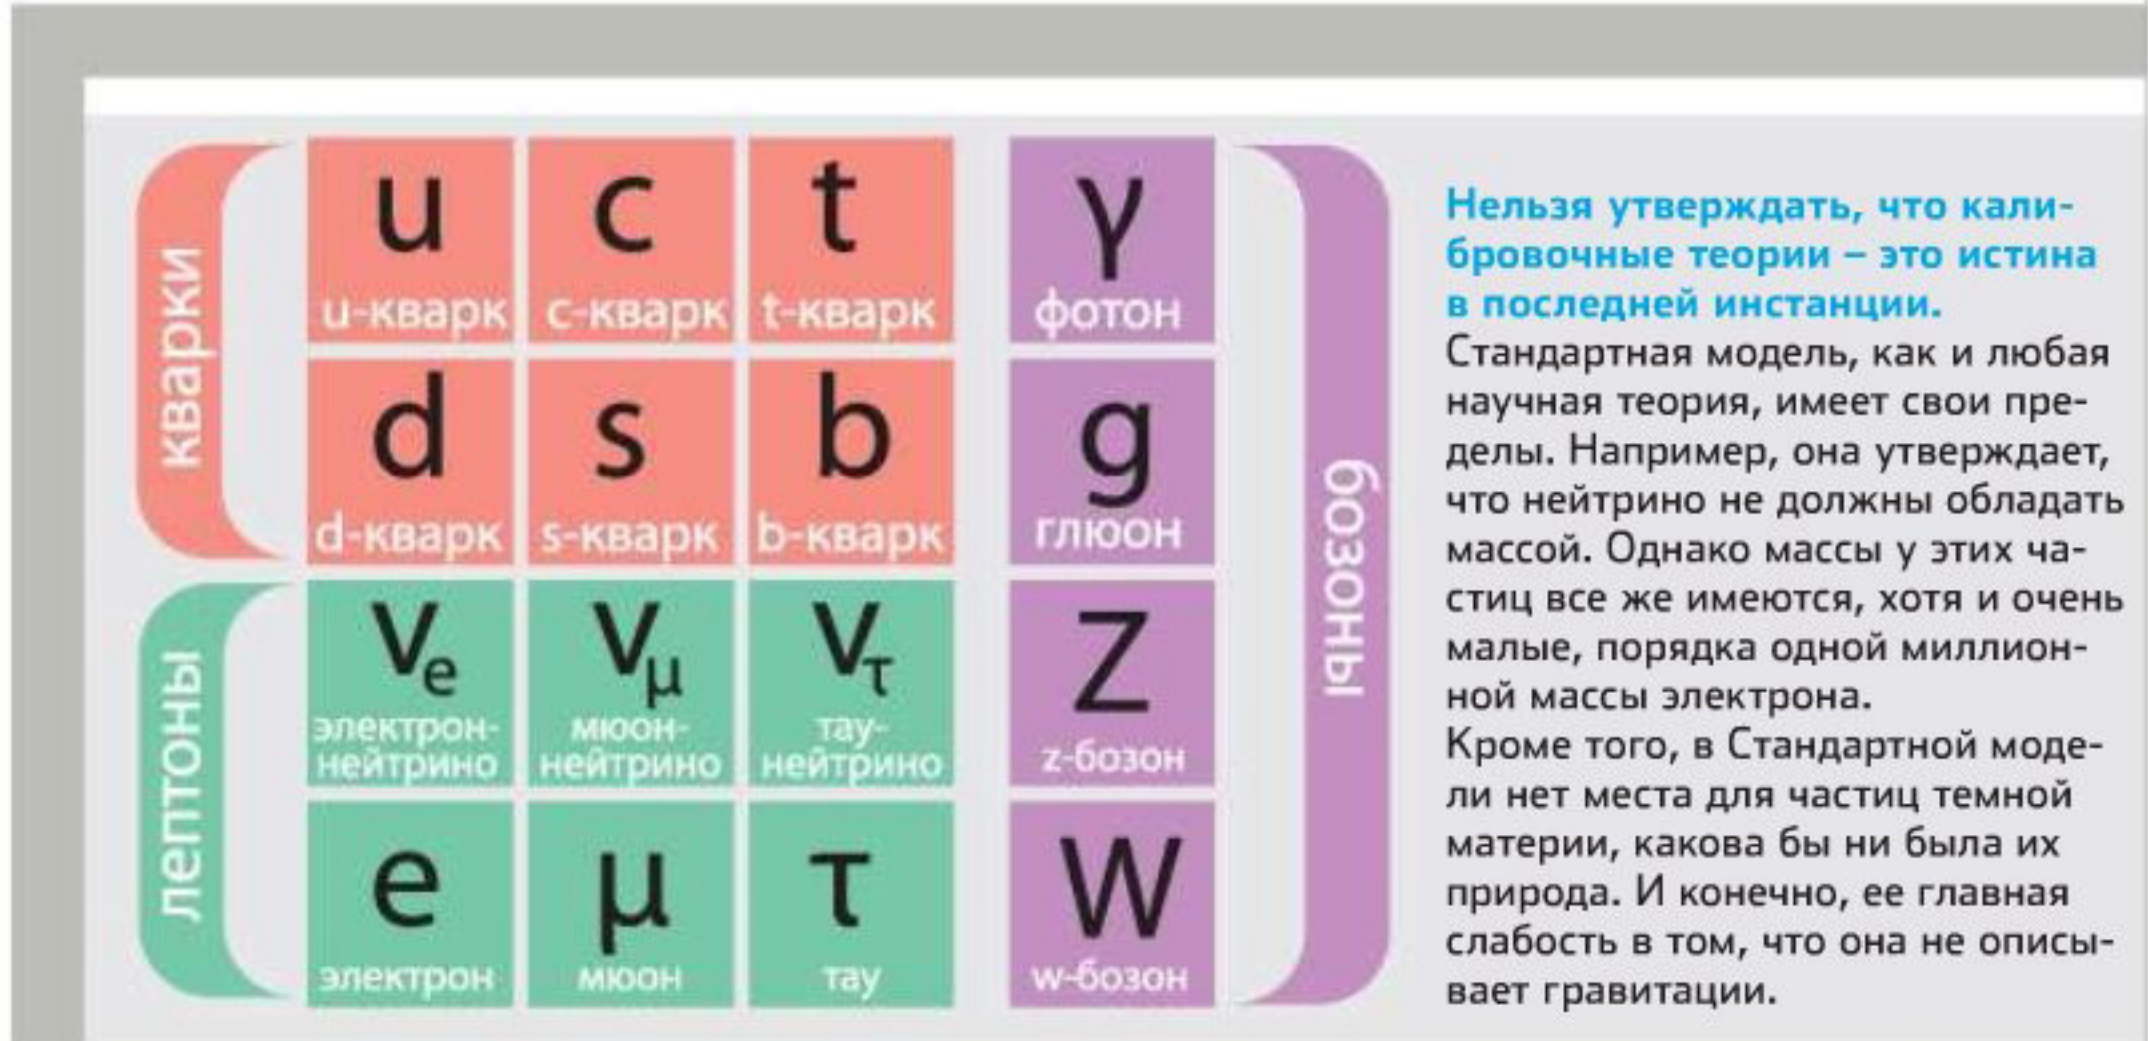 кварки
u
u-кварк
c
c-кварк
t
t-кварк
γ
фотон
d
d-кварк
s
s-кварк
b
b-кварк
g
глюон
лептоны
νe
электрон-
нейтрино
νμ
мюон-
нейтрино
ντ
тау-
нейтрино
Z
z-бозон
e
электрон
μ
мюон
τ
тау
W
w-бозон
бозоны
Нельзя утверждать, что кали-
бровочные теории – это истина
в последней инстанции.
Стандартная модель, как и любая
научная теория, имеет свои пре-
делы. Например, она утверждает,
что нейтрино не должны обладать
массой. Однако массы у этих ча-
стиц все же имеются, хотя и очень
малые, порядка одной миллион-
ной массы электрона.
Кроме того, в Стандартной моде-
ли нет места для частиц темной
материи, какова бы ни была их
природа. И конечно, ее главная
слабость в том, что она не описы-
вает гравитации.